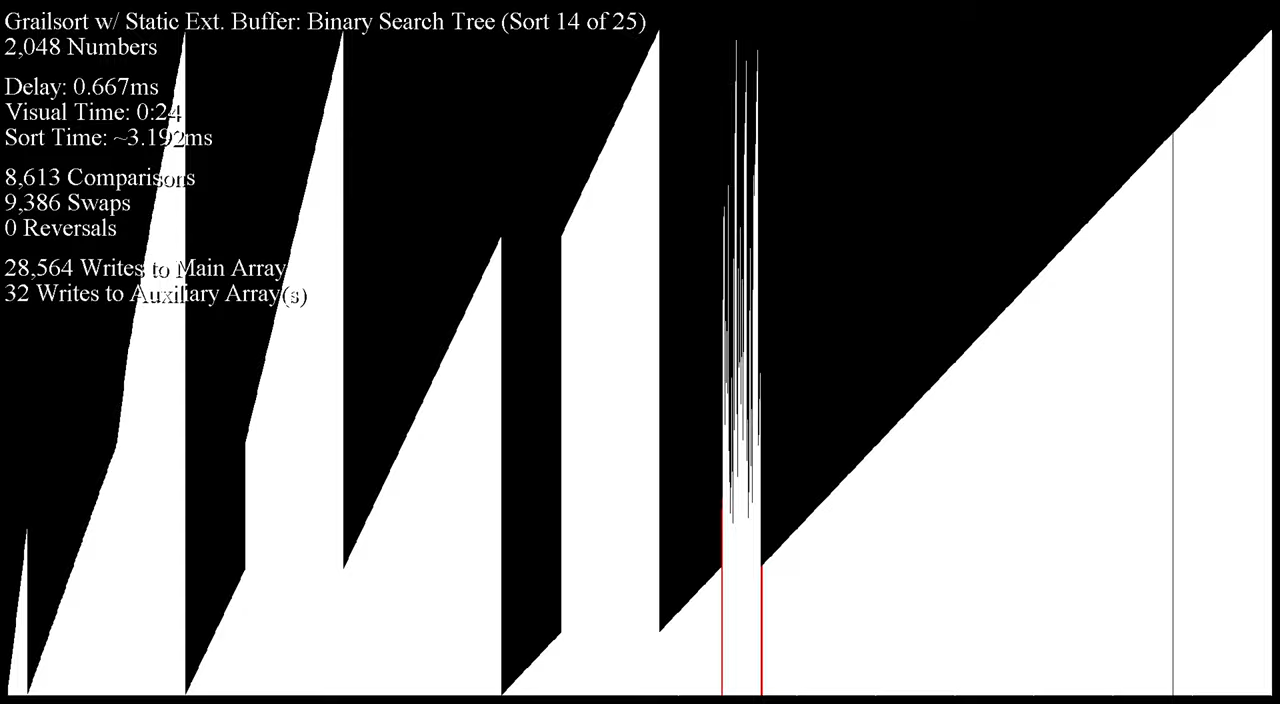 Grailsort w/ Static Ext. Buffer: Binary Search Tree (Sort 14 of 25)
2,048 Numbers
Delay: 0.667ms
Visual Time: 0:24
Sort Time: ~3.192ms
8,613 Comparisons
9,386 Swaps
0 Reversals
28,564 Writes to Main Array
32 Writes to Auxiliary Array(s)